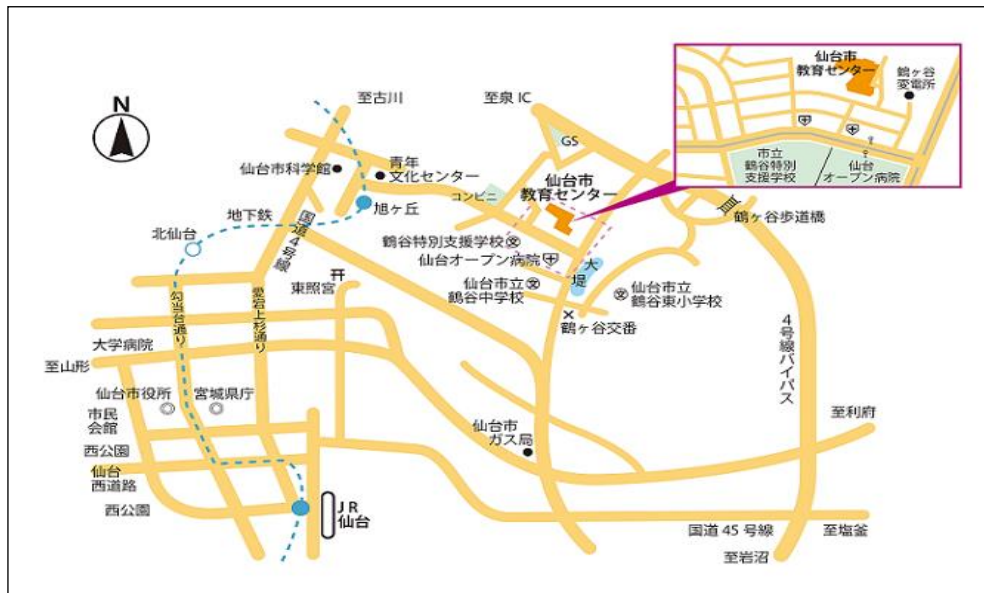 N
至古川
至泉IC
GS
仙台市科学館
青年
文化センター
コンビニ
仙台市
教育センター
旭ヶ丘
地下鉄
国道4号線
北仙台
鶴谷特別支援学校
仙台オープン病院
大堤
鶴ヶ谷歩道橋
東照宮
仙台市立
鶴谷中学校
仙台市立
鶴谷東小学校
鶴ヶ谷交番
勾当台通り
愛宕上杉通り
4号線バイパス
大学病院
至山形
仙台市役所
宮城県庁
市民
会館
西公園
仙台
西道路
西公園
仙台市
ガス局
至利府
JR
仙台
国道45号線
至塩釜
至岩沼
仙台市
教育センター
鶴ヶ谷
変電所
市立
鶴谷特別
支援学校
仙台
オープン病院